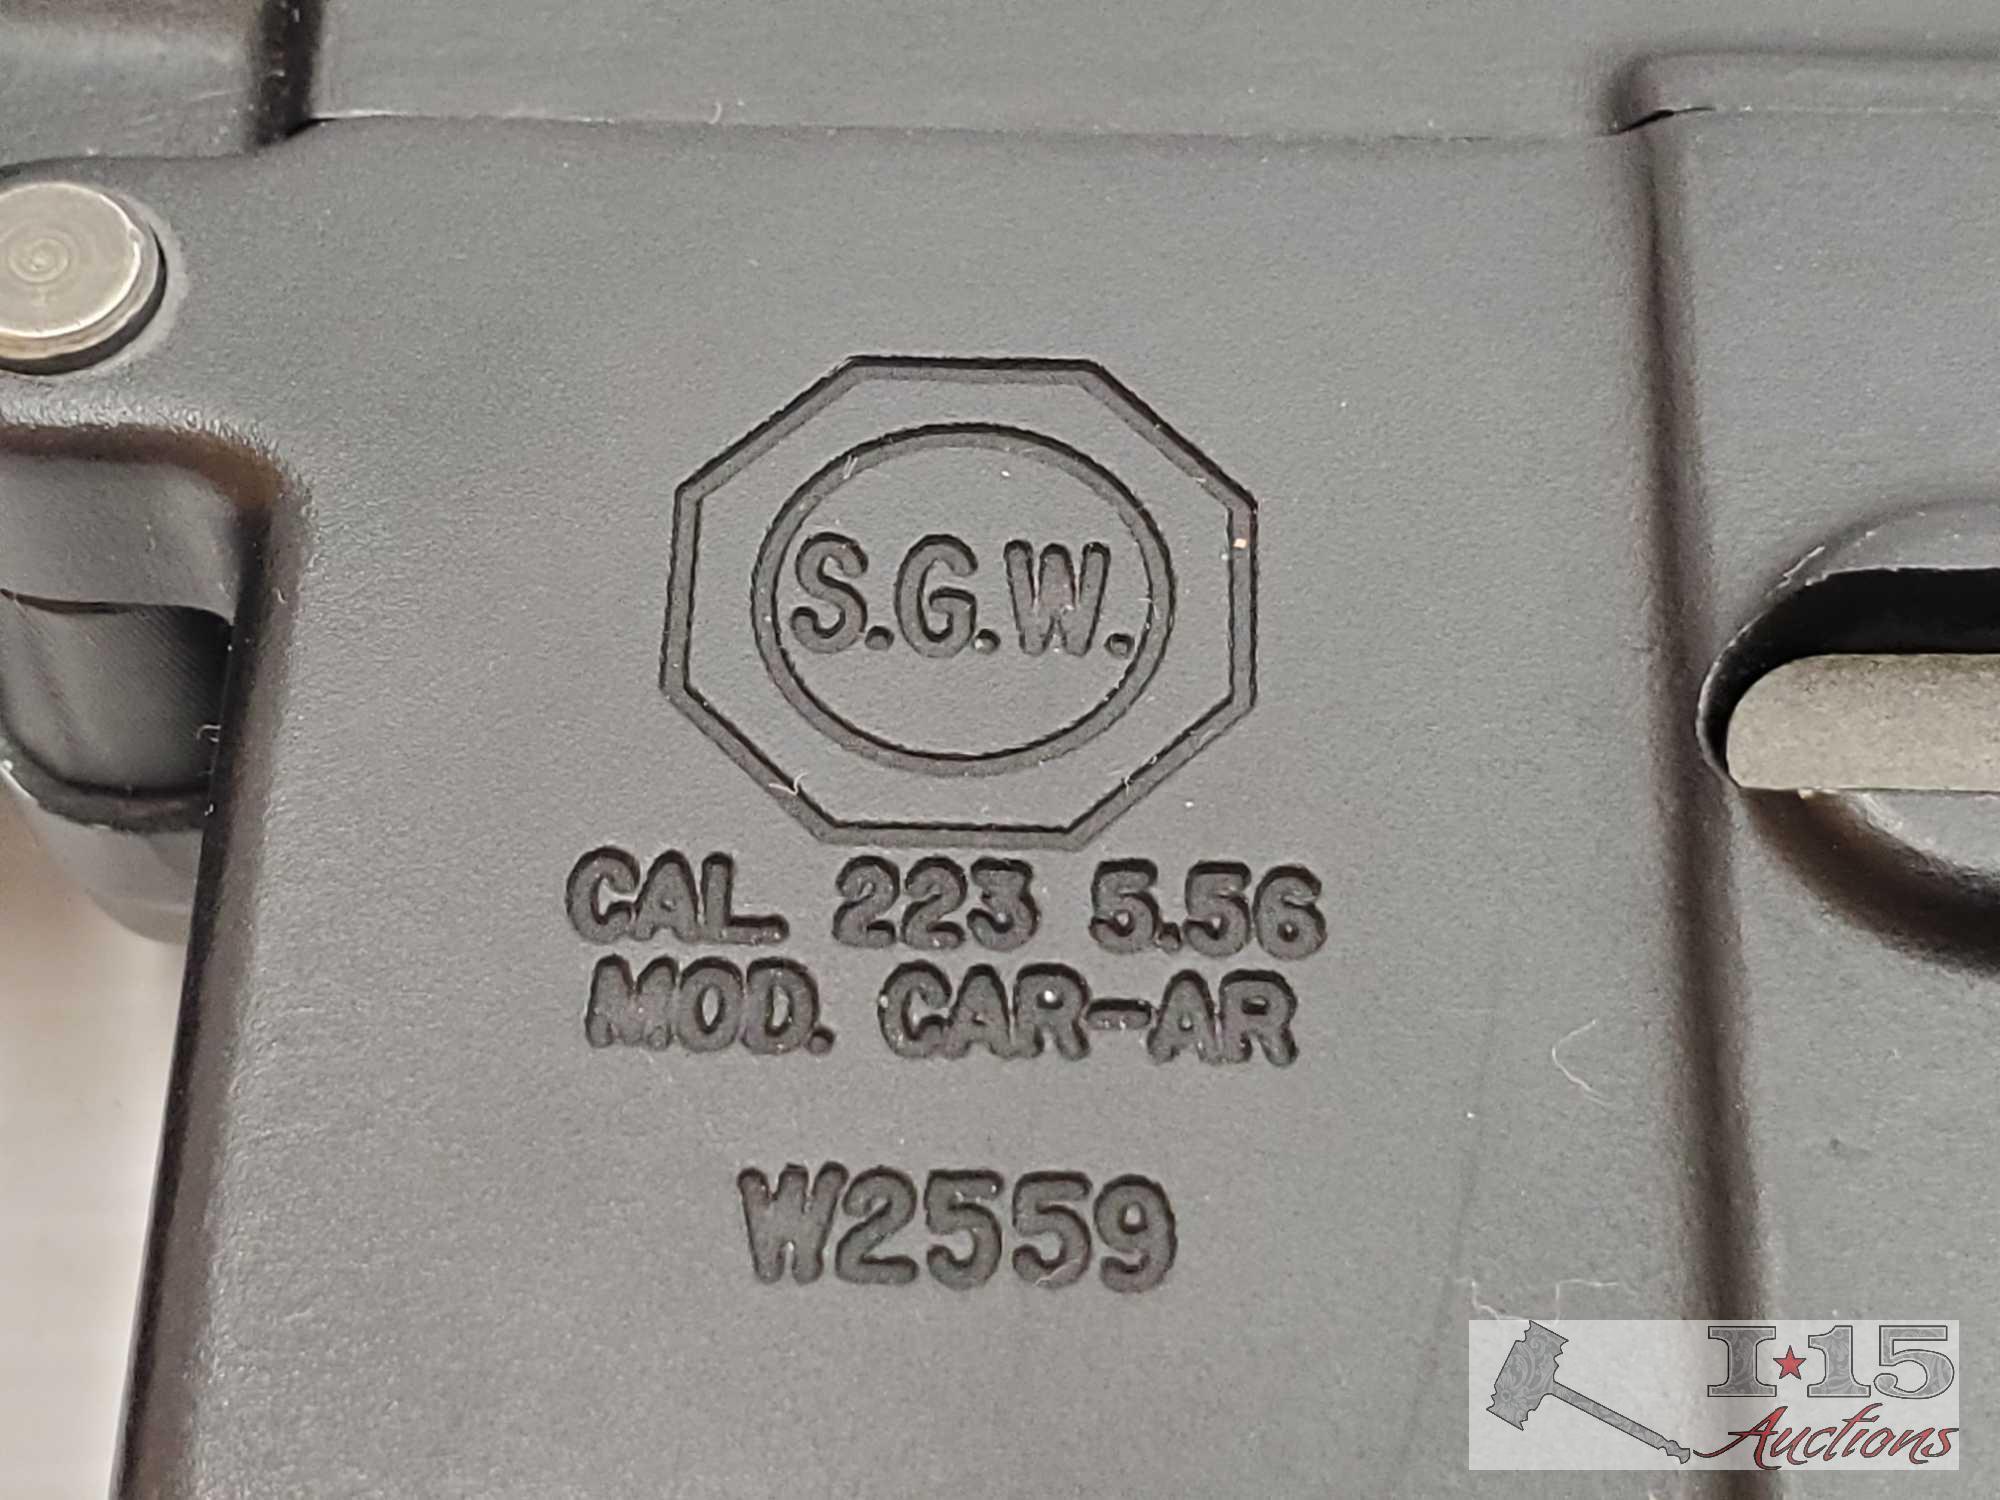 S.G.W.
CAL. 223 5.56
MOD. CAR-AR
W2559
I★15
Auctions